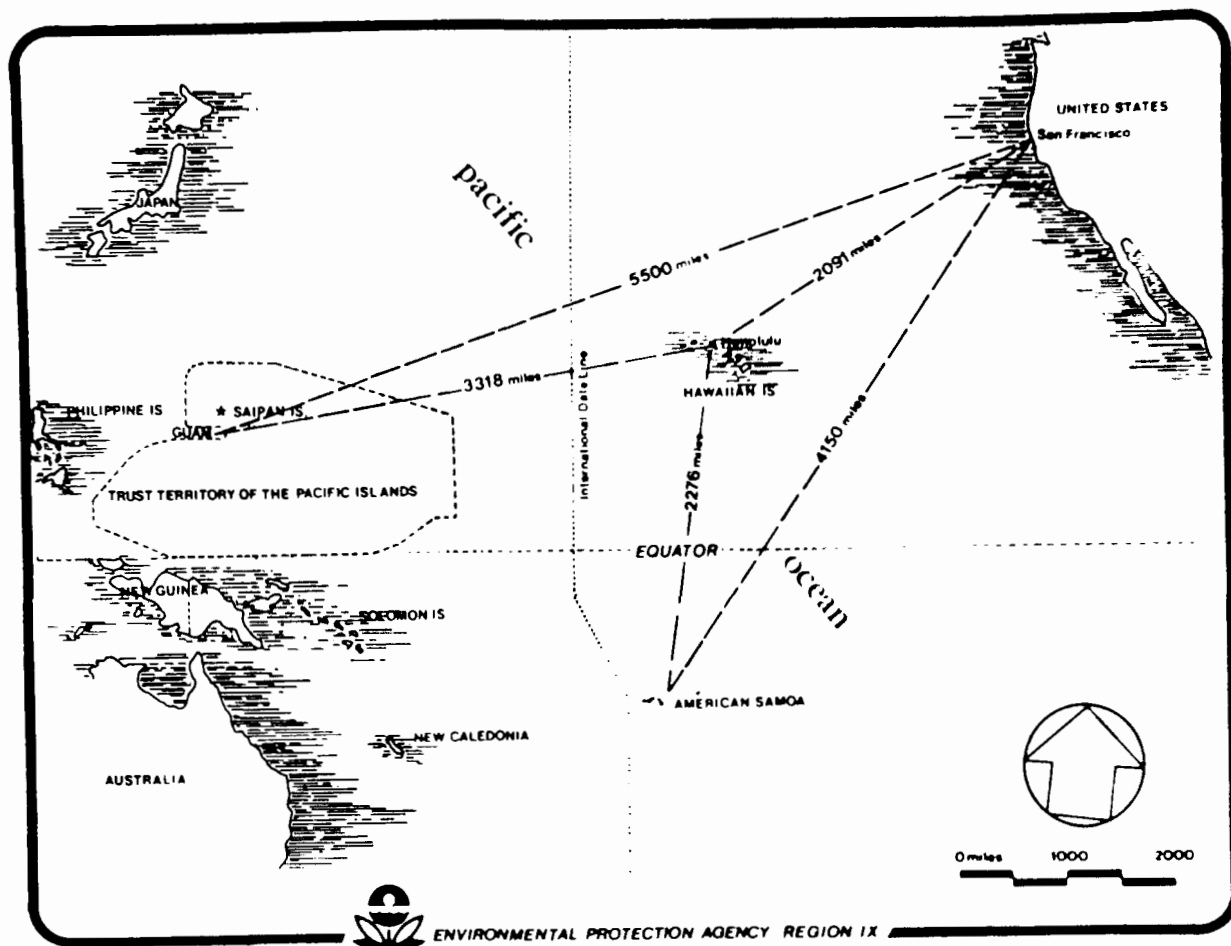 UNITED STATES
San Francisco
pacific
JAPAN
5500 miles
2091 miles
Honolulu
3318 miles
HAWAIIAN IS
International Date Line
PHILIPPINE IS
SAIPAN IS.
GUAM
4150 miles
2276 miles
TRUST TERRITORY OF THE PACIFIC ISLANDS
EQUATOR
ocean
NEW GUINEA
SOLOMON IS
AMERICAN SAMOA
NEW CALEDONIA
AUSTRALIA
0 miles 1000 2000
ENVIRONMENTAL PROTECTION AGENCY REGION IX